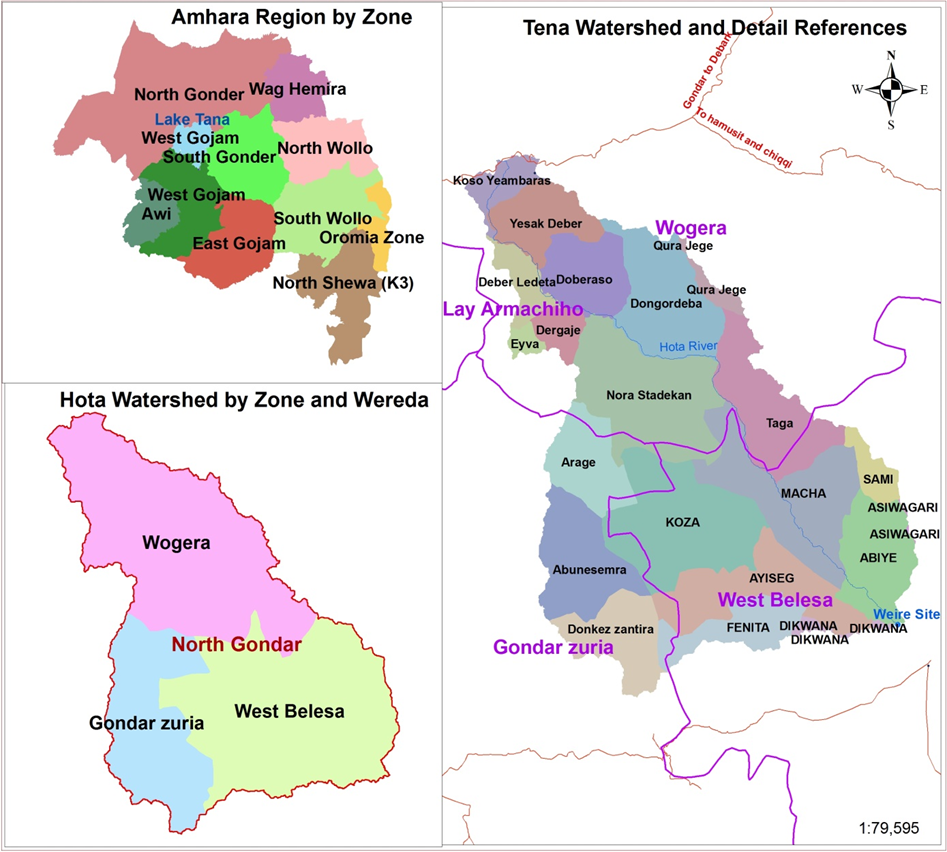 Amhara Region by Zone
North Gonder
Wag Hemira
Lake Tana
West Gojam
South Gonder
North Wollo
West Gojam
Awi
South Wollo
East Gojam
Oromia Zone
North Shewa (K3)
Hota Watershed by Zone and Wereda
Wogera
North Gondar
Gondar zuria
West Belesa
Tena Watershed and Detail References
Gondar to Debark
To hamusit and chiqqi
N
W
E
S
Koso Yeambaras
Yesak Deber
Wogera
Qura Jege
Deber Ledeta
Doberaso
Qura Jege
Dongordeba
Lay Armachiho
Dergaje
Eyva
Hota River
Nora Stadekan
Taga
Arage
SAMI
MACHA
ASIWAGARI
KOZA
ASIWAGARI
ABIYE
Abunesemra
AYISEG
West Belesa
Weire Site
Donkez zantira
FENITA
DIKWANA
DIKWANA
DIKWANA
Gondar zuria
1:79,595